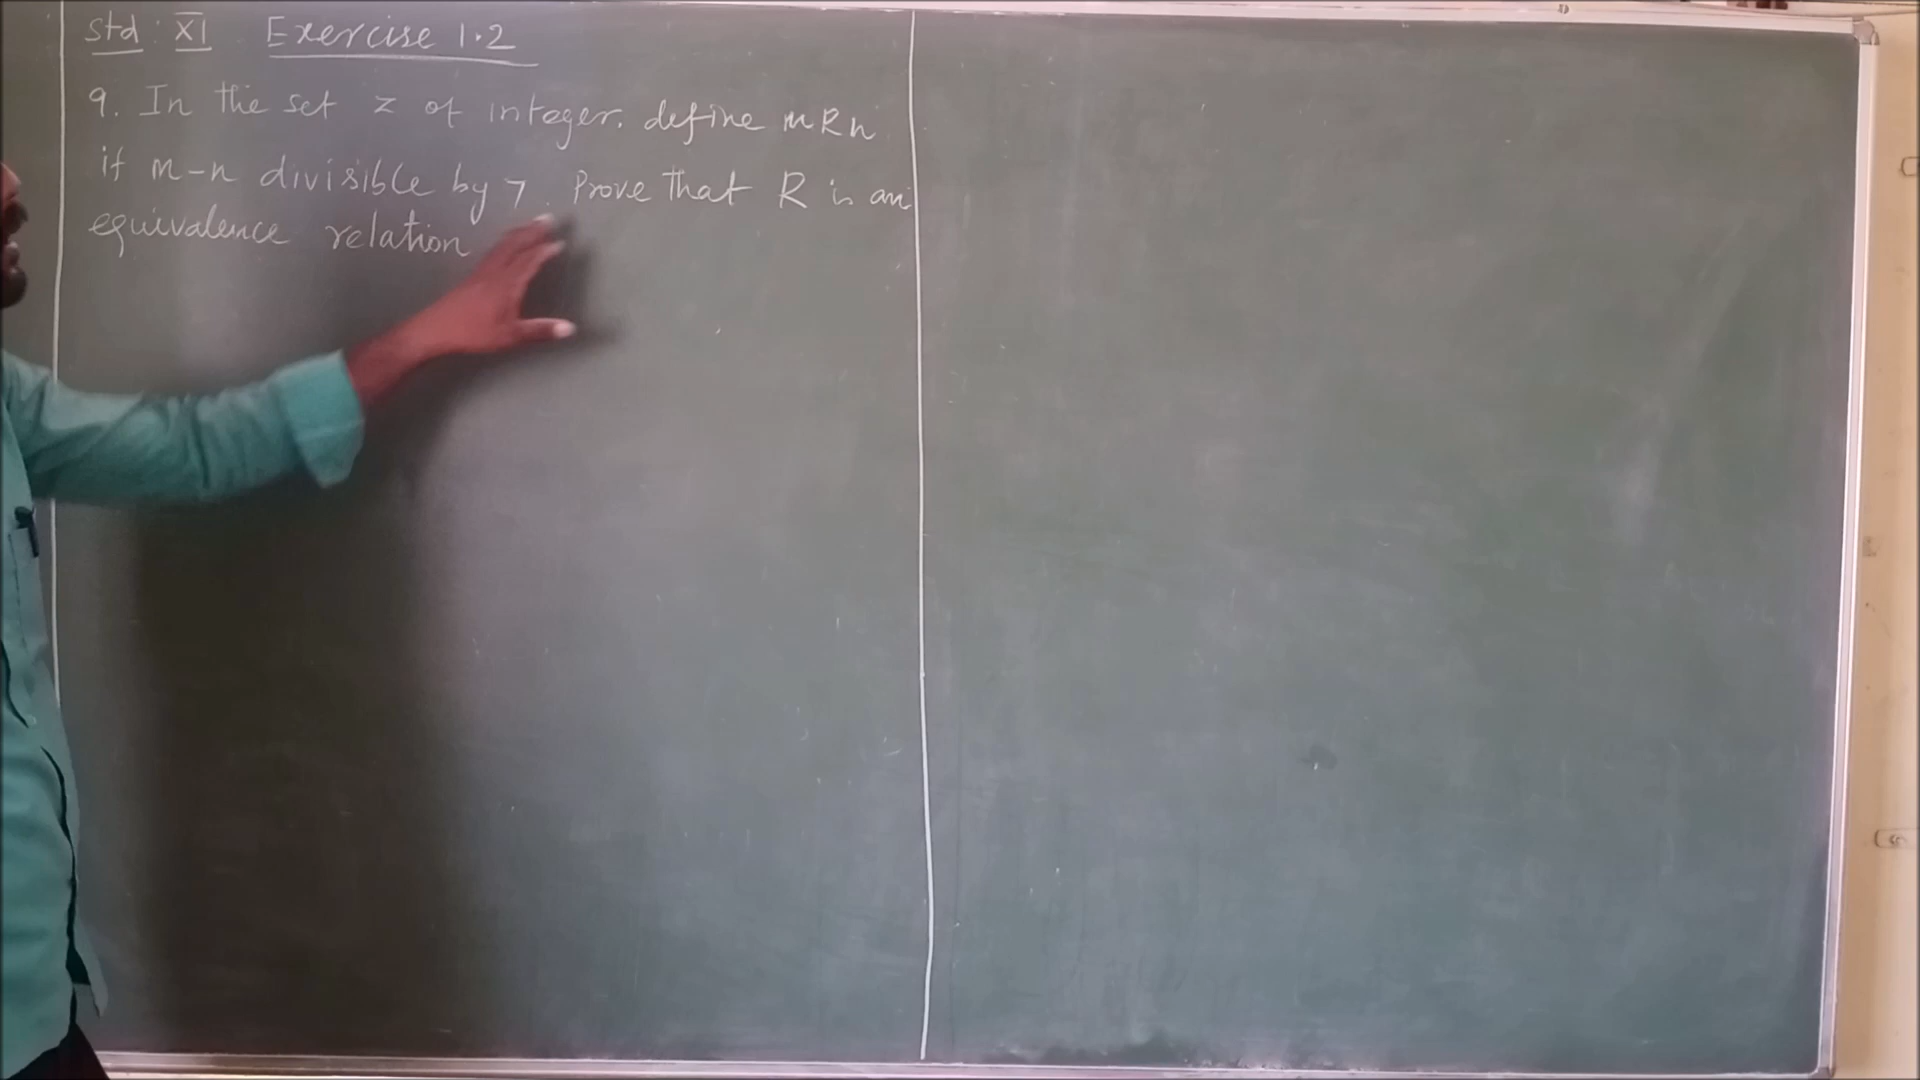 Std : XI Exercise 1.2
9. In the set z of integer. define mRn
if m-n divisible by 7. Prove that R is an
equivalence relation